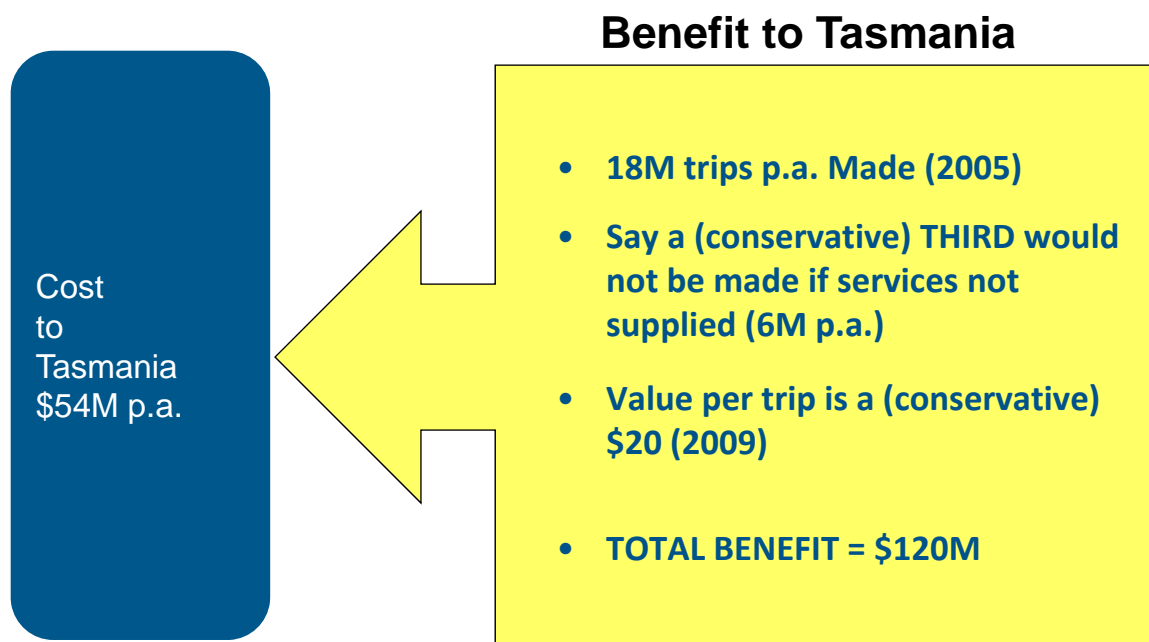 Benefit to Tasmania
Cost
to
Tasmania
$54M p.a.
• 18M trips p.a. Made (2005)
• Say a (conservative) THIRD would
not be made if services not
supplied (6M p.a.)
• Value per trip is a (conservative)
$20 (2009)
• TOTAL BENEFIT = $120M